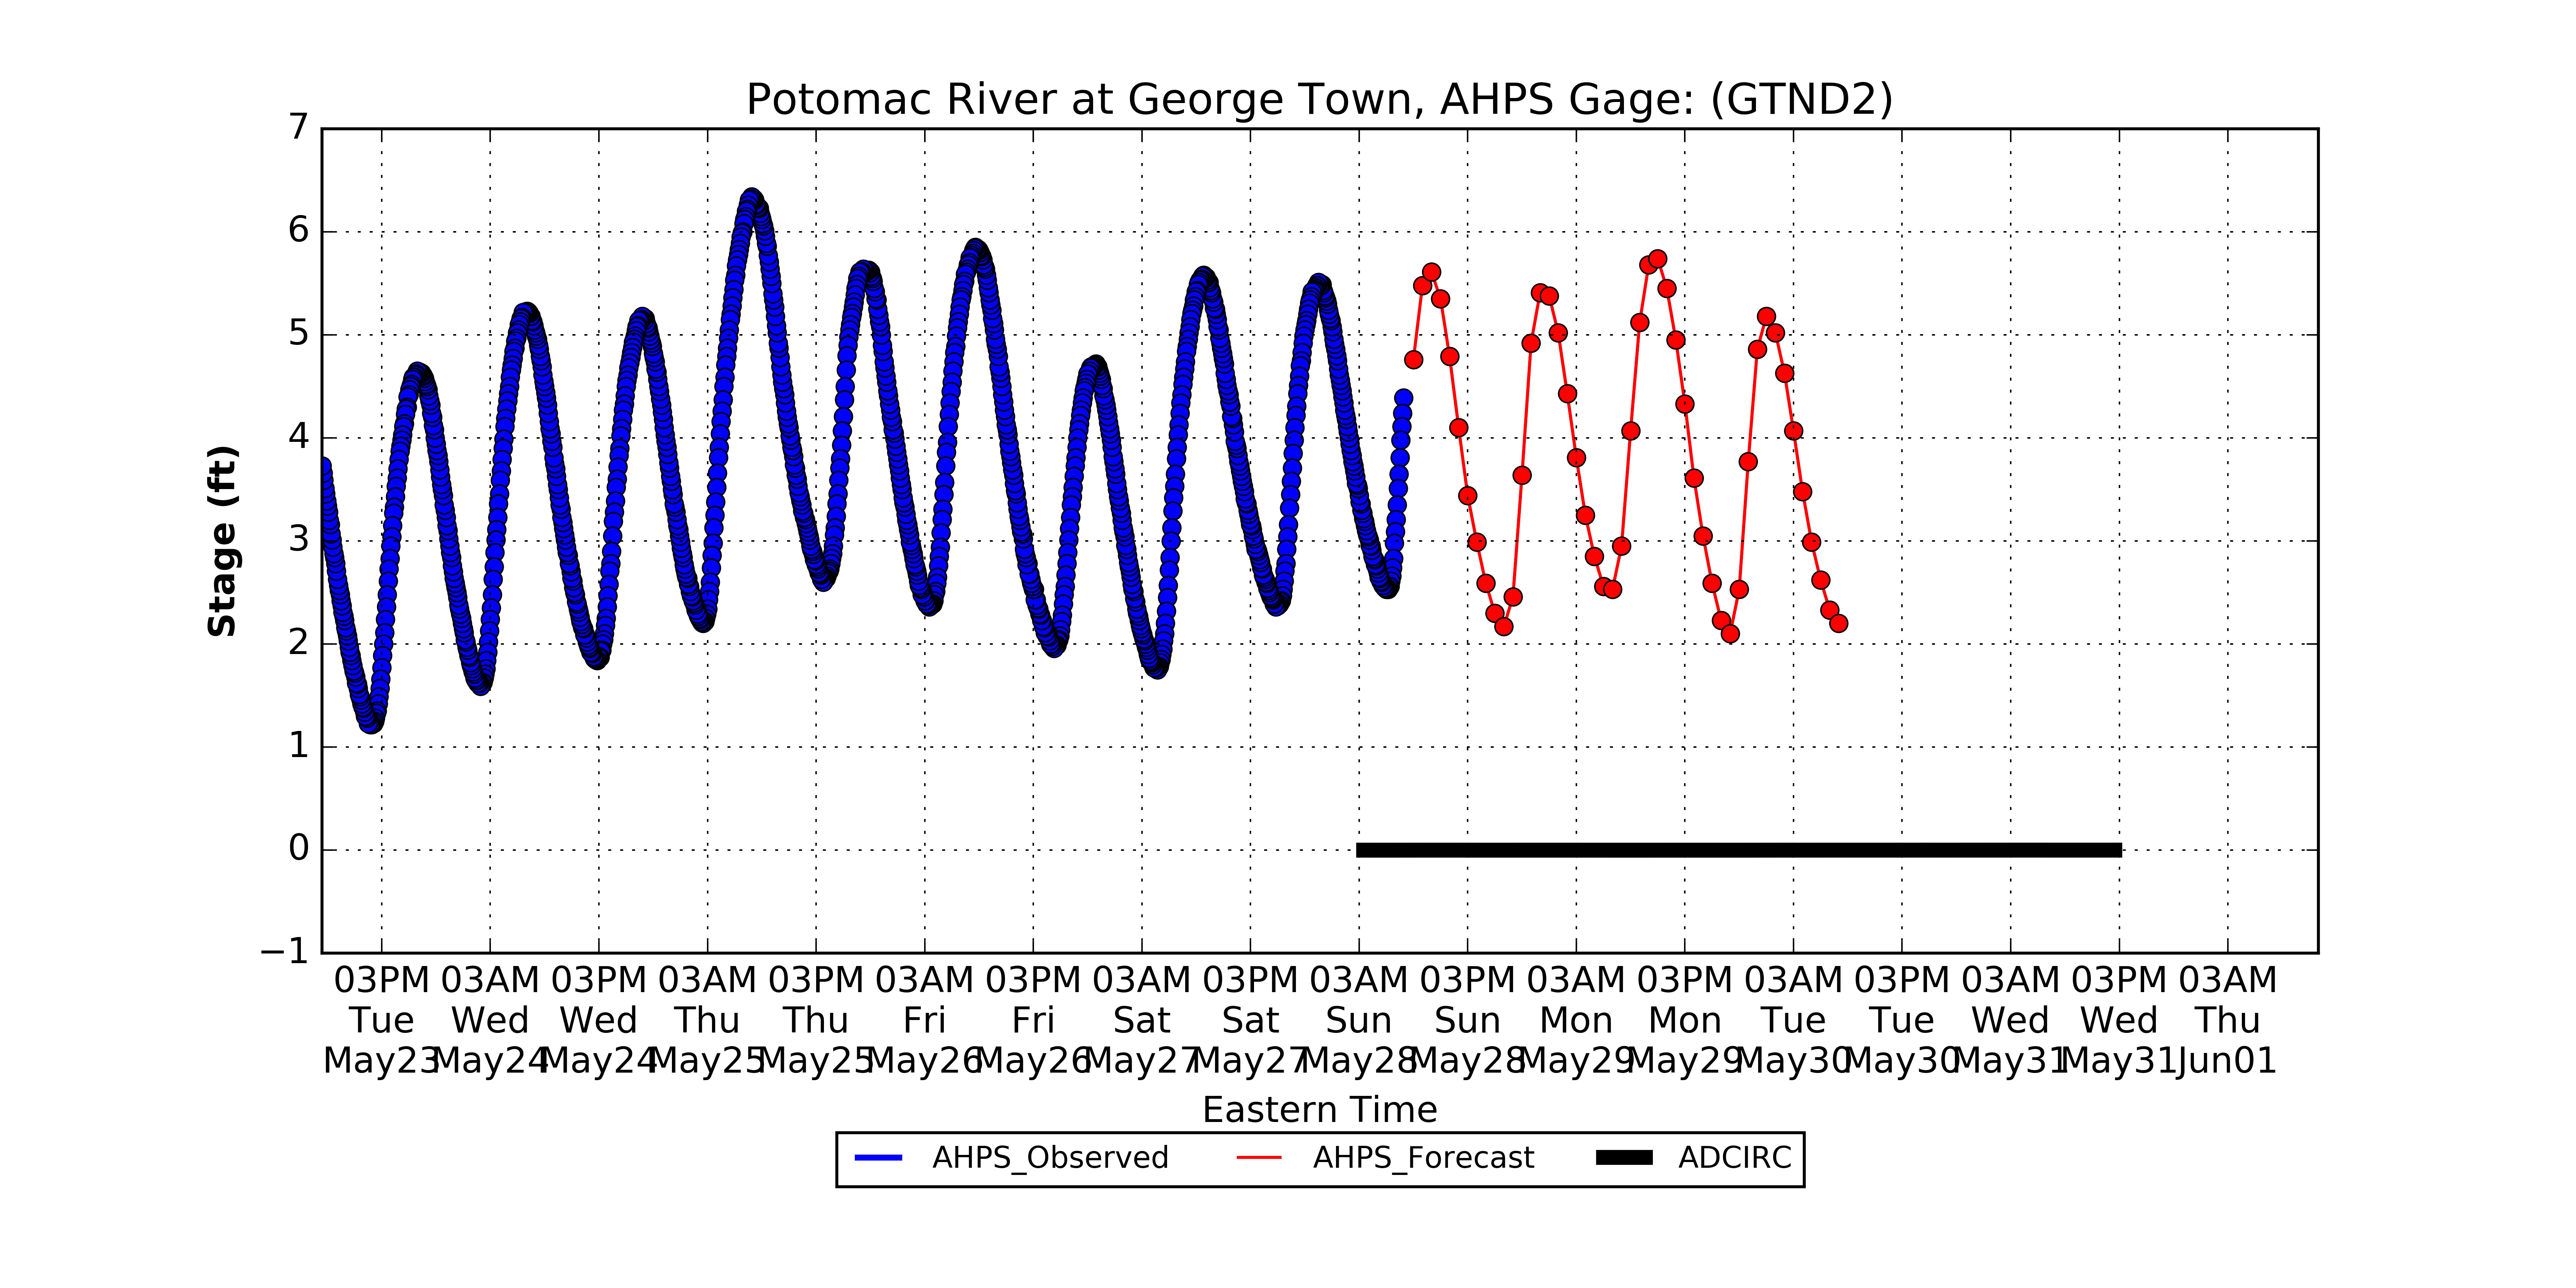 Potomac River at George Town, AHPS Gage: (GTND2)
7
6
5
4
3
2
1
0
−1
Stage (ft)
03PM 03AM 03PM 03AM 03PM 03AM 03PM 03AM 03PM 03AM 03PM 03AM 03PM 03AM 03PM 03AM 03PM 03AM
Tue Wed Wed Thu Thu Fri Fri Sat Sat Sun Sun Mon Mon Tue Tue Wed Wed Thu
May23 May24 May24 May25 May25 May26 May26 May27 May27 May28 May28 May29 May29 May30 May30 May31 May31 Jun01
Eastern Time
AHPS_Observed AHPS_Forecast ADCIRC